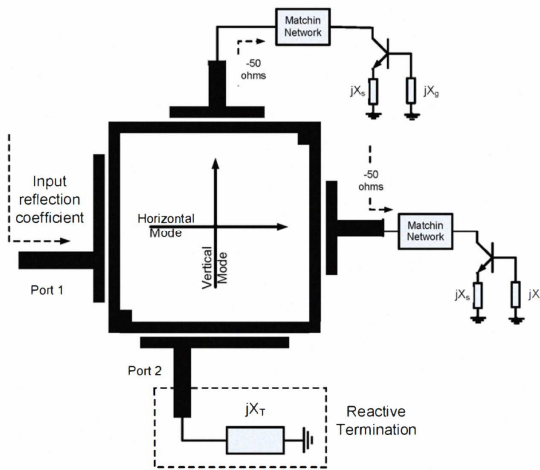 Matchin
Network
-50
ohms
jXs
jXg
-50
ohms
Input
reflection
coefficient
Horizontal
Mode
Vertical
Mode
Matchin
Network
Port 1
jXs
jX
Port 2
jXT
Reactive
Termination